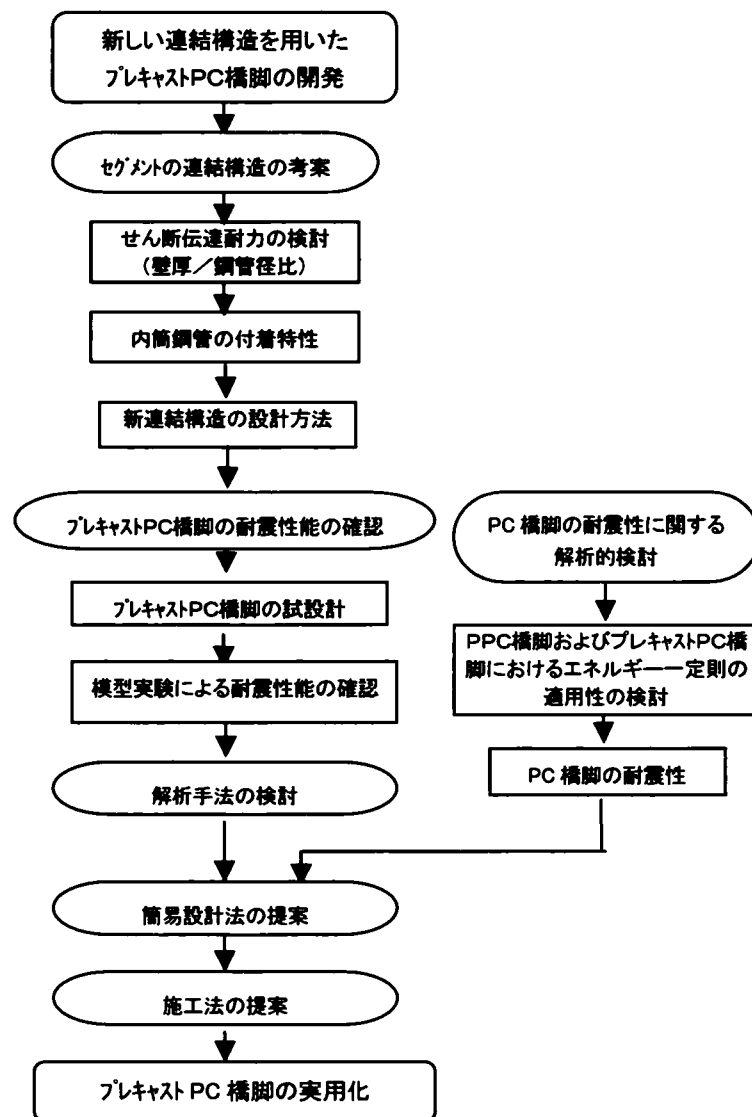 新しい連結構造を用いた
プレキャストPC橋脚の開発
セグメントの連結構造の考案
せん断伝達耐力の検討
（壁厚／鋼管径比）
内筒鋼管の付着特性
新連結構造の設計方法
プレキャストPC橋脚の耐震性能の確認
プレキャストPC橋脚の試設計
模型実験による耐震性能の確認
解析手法の検討
PC橋脚の耐震性に関する
解析的検討
PPC橋脚およびプレキャストPC橋
脚におけるエネルギー一定則の
適用性の検討
PC橋脚の耐震性
簡易設計法の提案
施工法の提案
プレキャストPC橋脚の実用化